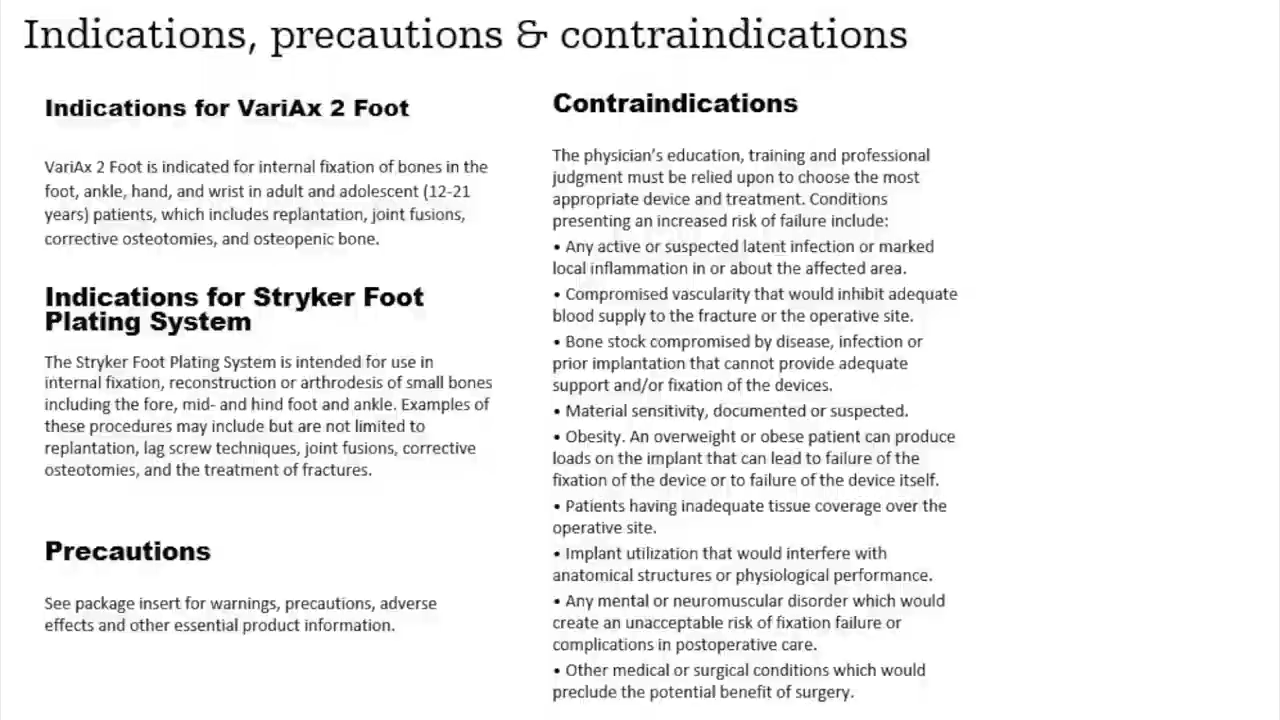 Indications, precautions & contraindications
Indications for VariAx 2 Foot
VariAx 2 Foot is indicated for internal fixation of bones in the
foot, ankle, hand, and wrist in adult and adolescent (12-21
years) patients, which includes replantation, joint fusions,
corrective osteotomies, and osteopenic bone.
Indications for Stryker Foot
Plating System
The Stryker Foot Plating System is intended for use in
internal fixation, reconstruction or arthrodesis of small bones
including the fore, mid- and hind foot and ankle. Examples of
these procedures may include but are not limited to
replantation, lag screw techniques, joint fusions, corrective
osteotomies, and the treatment of fractures.
Precautions
See package insert for warnings, precautions, adverse
effects and other essential product information.
Contraindications
The physician's education, training and professional
judgment must be relied upon to choose the most
appropriate device and treatment. Conditions
presenting an increased risk of failure include:
• Any active or suspected latent infection or marked
local inflammation in or about the affected area.
• Compromised vascularity that would inhibit adequate
blood supply to the fracture or the operative site.
• Bone stock compromised by disease, infection or
prior implantation that cannot provide adequate
support and/or fixation of the devices.
• Material sensitivity, documented or suspected.
• Obesity. An overweight or obese patient can produce
loads on the implant that can lead to failure of the
fixation of the device or to failure of the device itself.
• Patients having inadequate tissue coverage over the
operative site.
• Implant utilization that would interfere with
anatomical structures or physiological performance.
• Any mental or neuromuscular disorder which would
create an unacceptable risk of fixation failure or
complications in postoperative care.
• Other medical or surgical conditions which would
preclude the potential benefit of surgery.